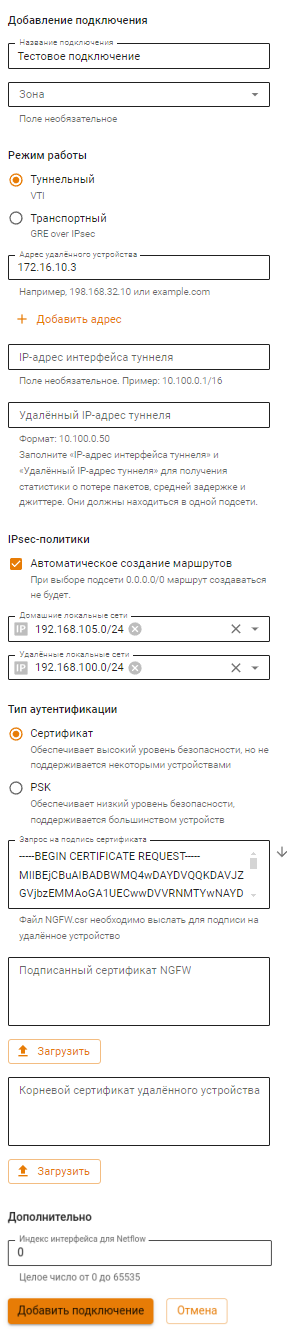 Добавление подключения
Название подключения
Тестовое подключение
Зона
Поле необязательное
Режим работы
Туннельный
VTI
Транспортный
GRE over IPsec
Адрес удалённого устройства
172.16.10.3
Например, 198.168.32.10 или example.com
+ Добавить адрес
IP-адрес интерфейса туннеля
Поле необязательное. Пример: 10.100.0.1/16
Удалённый IP-адрес туннеля
Формат: 10.100.0.50
Заполните «IP-адрес интерфейса туннеля» и
«Удалённый IP-адрес туннеля» для получения
статистики о потере пакетов, средней задержке и
джиттере. Они должны находиться в одной подсети.
IPsec-политики
Автоматическое создание маршрутов
При выборе подсети 0.0.0.0/0 маршрут создаваться
не будет.
Домашние локальные сети
IP 192.168.105.0/24
Удалённые локальные сети
IP 192.168.100.0/24
Тип аутентификации
Сертификат
Обеспечивает высокий уровень безопасности, но не
поддерживается некоторыми устройствами
PSK
Обеспечивает низкий уровень безопасности,
поддерживается большинством устройств
Запрос на подпись сертификата
-----BEGIN CERTIFICATE REQUEST-----
MIIBEjCBuAIBADBWMQ4wDAYDVQQKDAVJZ
GVjbzEMMAoGA1UECwwDVVRNMTYwNAYD
Файл NGFW.csr необходимо выслать для подписи на
удалённое устройство
Подписанный сертификат NGFW
Загрузить
Корневой сертификат удалённого устройства
Загрузить
Дополнительно
Индекс интерфейса для Netflow
0
Целое число от 0 до 65535
Добавить подключение
Отмена